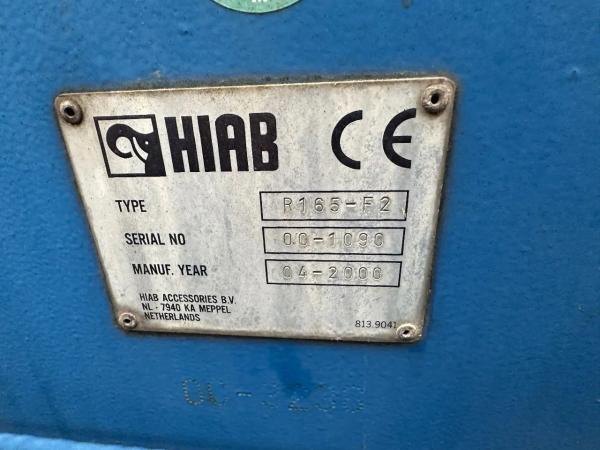 HIAB CE
TYPE R165-F2
SERIAL NO 00-1090
MANUF. YEAR 04-2000
HIAB ACCESSORIES B.V.
NL - 7940 KA MEPPEL
NETHERLANDS
813.9041